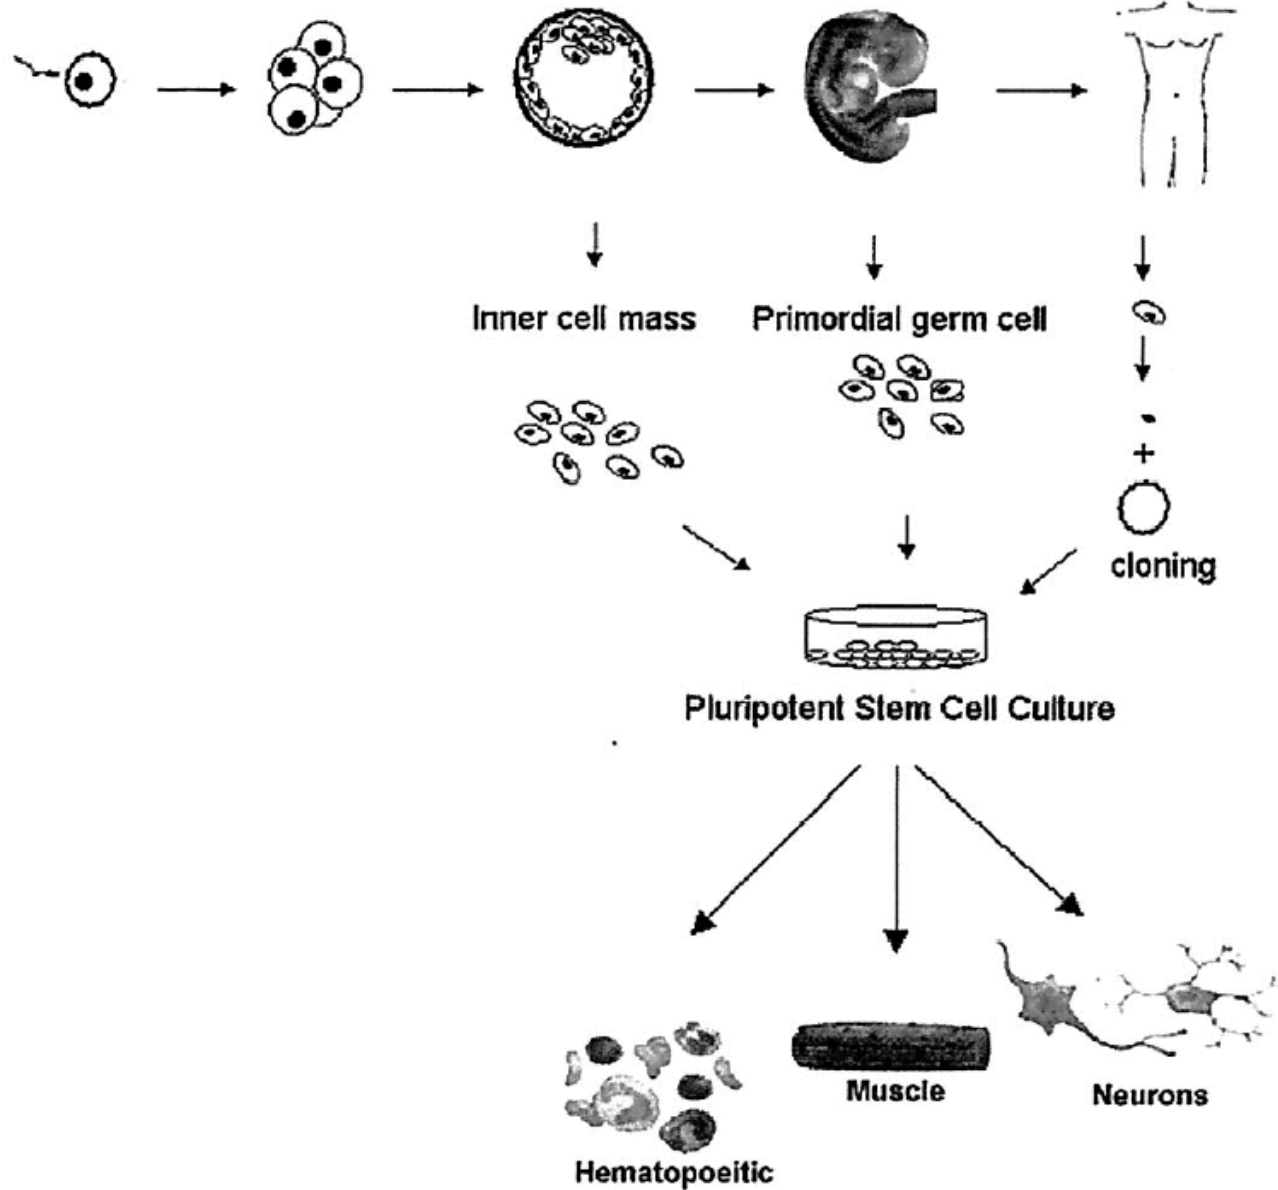 Inner cell mass
Primordial germ cell
+
cloning
Pluripotent Stem Cell Culture
Muscle
Neurons
Hematopoeitic